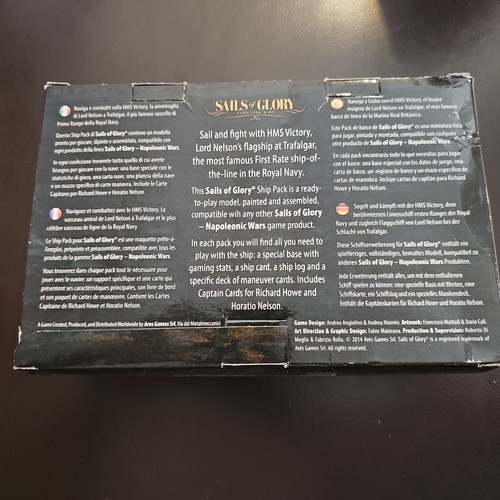 Naviga e combatti sulla HMS Victory, la ammiraglia
di Lord Nelson a Trafalgar, il più famoso vascello di
Primo Rango della Royal Navy.
Questo Ship Pack di Sails of Glory® contiene un modello
pronto per giocare, dipinto e assemblato, compatibile con
ogni prodotto della linea Sails of Glory – Napoleonic Wars.
In ogni confezione troverete tutto quello di cui avrete
bisogno per giocare con la nave: una base speciale con le
statistiche di gioco, una carta nave, una plancia della nave
e un mazzo specifico di carte manovra. Include le Carte
Capitano per Richard Howe e Horatio Nelson.
Naviguez et combattez avec le HMS Victory. Le
vaisseau amiral de Lord Nelson à Trafalgar et le plus
célèbre vaisseau de ligne de la Royal Navy.
Ce Ship Pack pour Sails of Glory® est une maquette prête-à-
l'emploi, prépeinte et préassemblée, compatible avec tous les
produits de la gamme Sails of Glory – Napoleonic Wars.
Vous trouverez dans chaque pack tout le nécessaire pour
jouer avec le navire: un support avec des éléments de jeu, une carte
qui présente ses caractéristiques principales, son livre de bord
et son paquet de cartes de manœuvre. Contient les Cartes
Capitaine de Richard Howe et Horatio Nelson.
A Game Created, Produced, and Distributed Worldwide by Ares Games Srl. Via dei Metalmeccanici
SAILS of GLORY
NAPOLEONIC WARS
Sail and fight with HMS Victory,
Lord Nelson's flagship at Trafalgar,
the most famous First Rate ship-of-
the-line in the Royal Navy.
This Sails of Glory® Ship Pack is a ready-
to-play model, painted and assembled,
compatible wih any other Sails of Glory
– Napoleonic Wars game product.
In each pack you will find all you need to
play with the ship: a special base with
gaming stats, a ship card, a ship log and a
specific deck of maneuver cards. Includes
Captain Cards for Richard Howe and
Horatio Nelson.
Navega y lucha con el HMS Victory, el buque
insignia de Lord Nelson en Trafalgar, el más famoso
barco de línea de la Marina Real Británica.
Este Pack de barco de Sails of Glory® es una miniatura lista
para jugar, pintada y montada, compatible con cualquier
otro producto de Sails of Glory – Napoleonic Wars.
En cada pack encontrarás todo lo que necesitas para jugar
con el barco: una base especial con los datos de juego, una
carta de barco, un registro de barco y un mazo específico de
cartas de maniobra. Incluye cartas de capitán para Richard
Howe y Horatio Nelson.
Segelt und kämpft mit der HMS Victory, dem
berühmtesten Linienschiff ersten Ranges der Royal
Navy und zugleich Flaggschiff von Lord Nelson bei der
Schlacht von Trafalgar.
Diese Schiffserweiterung für Sails of Glory® enthält ein
spielfertiges, vollständiges, bemaltes Modell, kompatibel zu
anderen Sails of Glory – Napoleonic Wars Produkten.
Jede Erweiterung enthält alles, um mit dem enthaltenen
Schiff spielen zu können: eine spezielle Basis mit Werten, eine
Schiffskarte, ein Schiffslog und ein spezielles Manöverdeck.
Enthält die Kapitänskarten für Richard Howe und Horatio Nelson.
Game Design: Andrea Angiolino & Andrea Mainini. Artwork: Francesca Mattioli & Dario Calì.
Art Direction & Graphic Design: Fabio Maiorana. Production & Supervision: Roberto Di
Meglio & Fabrizio Rolla. © 2014 Ares Games Srl. Sails of Glory® is a registered trademark of
Ares Games Srl. All rights reserved.